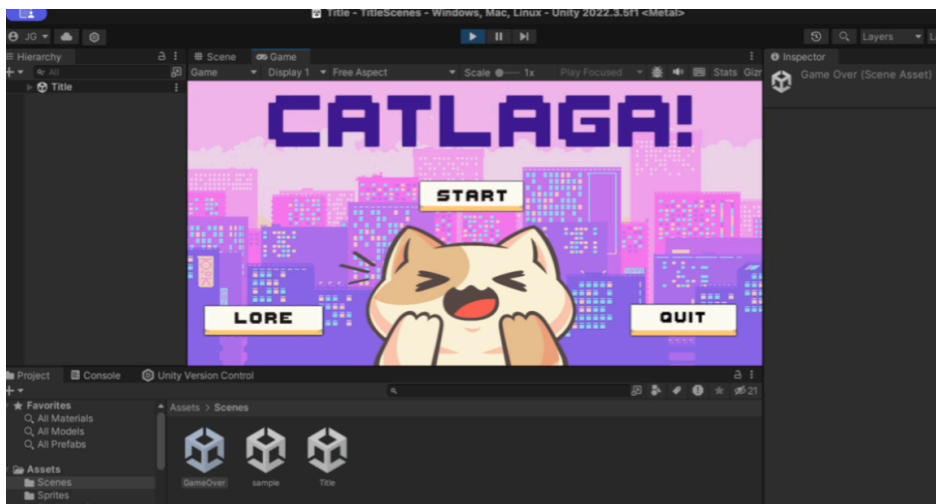 Title - TitleScenes - Windows, Mac, Linux - Unity 2022.3.5f1 <Metal>
JG
Layers
Hierarchy
Scene
Game
Inspector
All
Game
Display 1
Free Aspect
Scale
1x
Play Focused
Stats
Giz
Game Over (Scene Asset)
Title
CATLAGA!
START
LORE
QUIT
Project
Console
Unity Version Control
21
Favorites
All Materials
All Models
All Prefabs
Assets > Scenes
Assets
Scenes
Sprites
GameOver
sample
Title